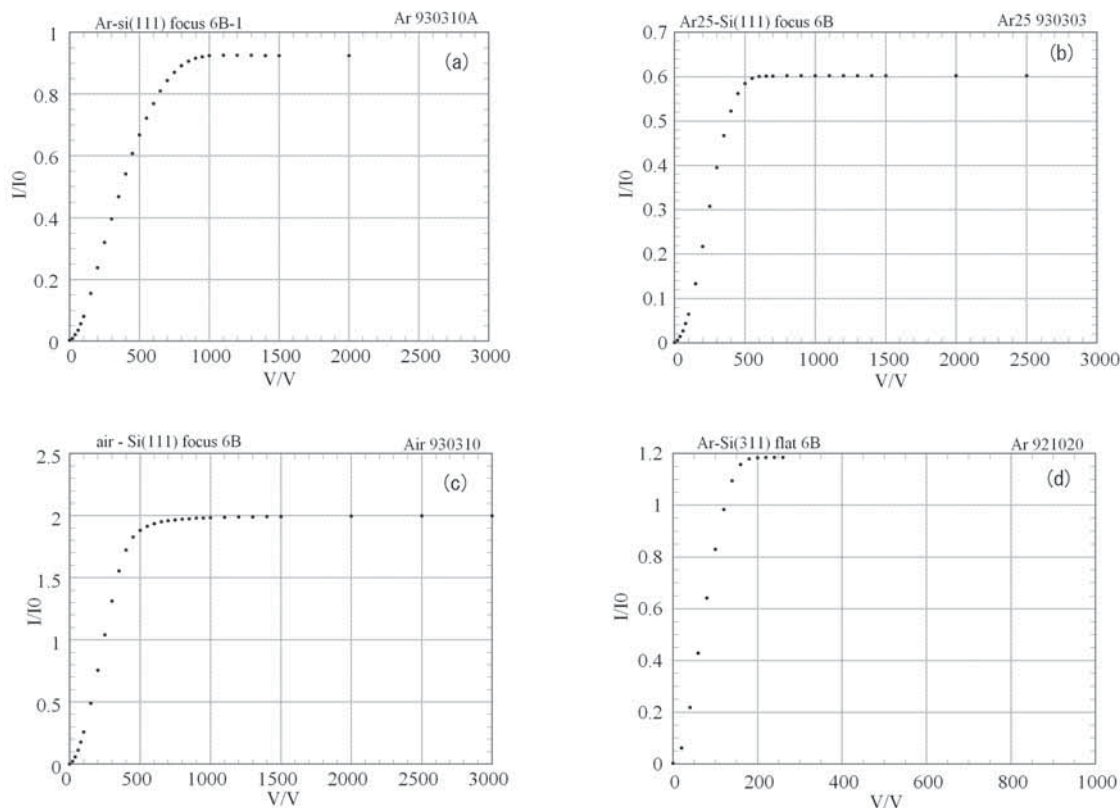 Ar-si(111) focus 6B-1 Ar 930310A
(a)
1
0.8
0.6
0.4
0.2
0
I/I0
0 500 1000 1500 2000 2500 3000
V/V
Ar25-Si(111) focus 6B Ar25 930303
(b)
0.7
0.6
0.5
0.4
0.3
0.2
0.1
0
I/I0
0 500 1000 1500 2000 2500 3000
V/V
air - Si(111) focus 6B Air 930310
(c)
2.5
2
1.5
1
0.5
0
I/I0
0 500 1000 1500 2000 2500 3000
V/V
Ar-Si(311) flat 6B Ar 921020
(d)
1.2
1
0.8
0.6
0.4
0.2
0
I/I0
0 200 400 600 800 1000
V/V